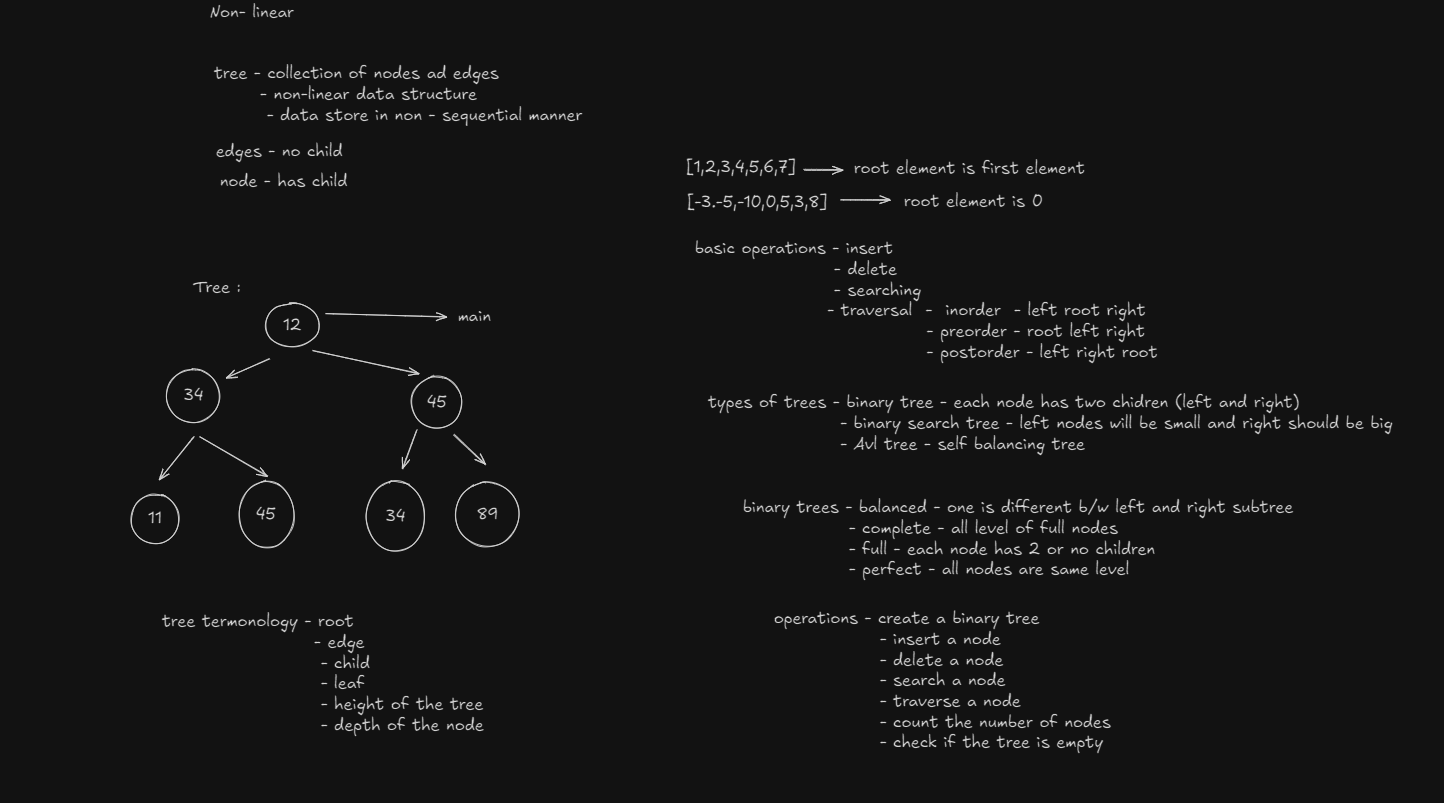 Non- linear
tree - collection of nodes ad edges
- non-linear data structure
- data store in non - sequential manner
edges - no child
node - has child
Tree :
12
main
34
45
11
45
34
89
tree termonology - root
- edge
- child
- leaf
- height of the tree
- depth of the node
[1,2,3,4,5,6,7] root element is first element
[-3.-5,-10,0,5,3,8] root element is 0
basic operations - insert
- delete
- searching
- traversal - inorder - left root right
- preorder - root left right
- postorder - left right root
types of trees - binary tree - each node has two chidren (left and right)
- binary search tree - left nodes will be small and right should be big
- Avl tree - self balancing tree
binary trees - balanced - one is different b/w left and right subtree
- complete - all level of full nodes
- full - each node has 2 or no children
- perfect - all nodes are same level
operations - create a binary tree
- insert a node
- delete a node
- search a node
- traverse a node
- count the number of nodes
- check if the tree is empty